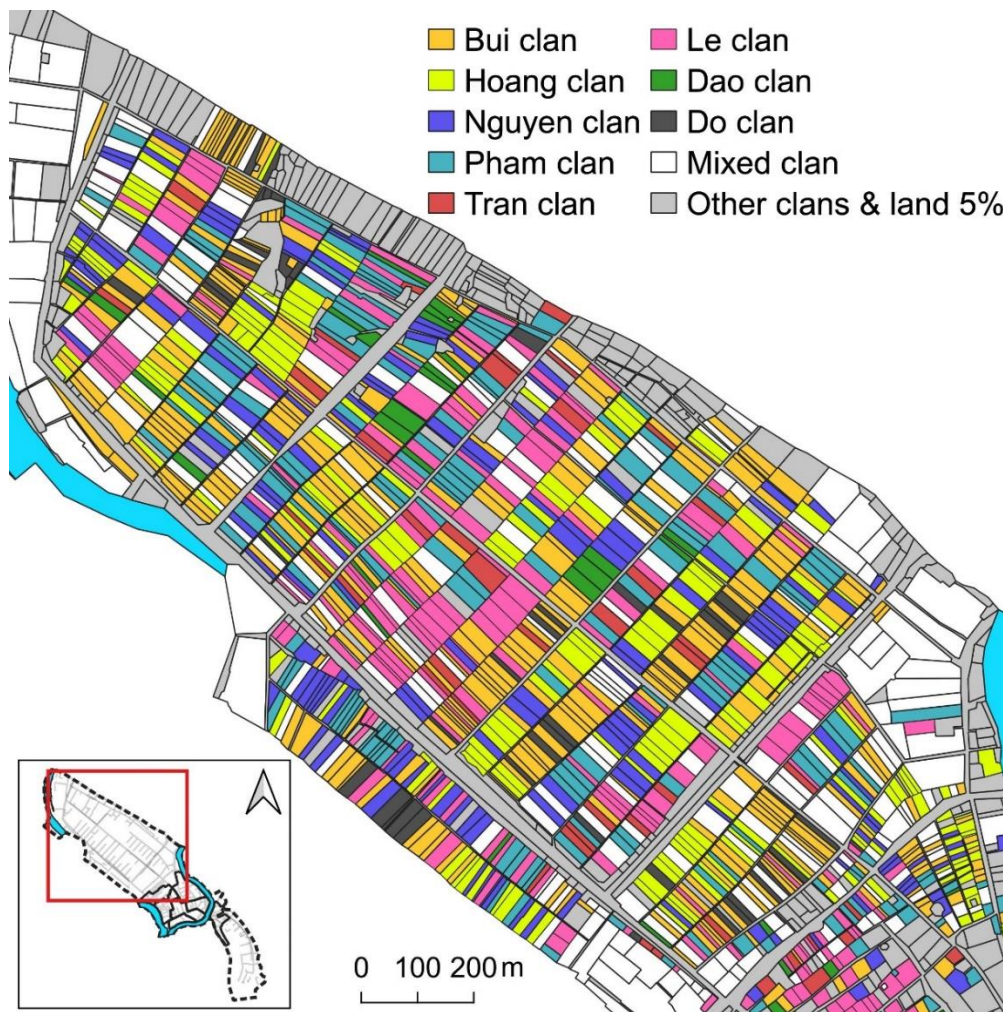 Bui clan
Le clan
Hoang clan
Dao clan
Nguyen clan
Do clan
Pham clan
Mixed clan
Tran clan
Other clans & land 5%
0 100 200 m